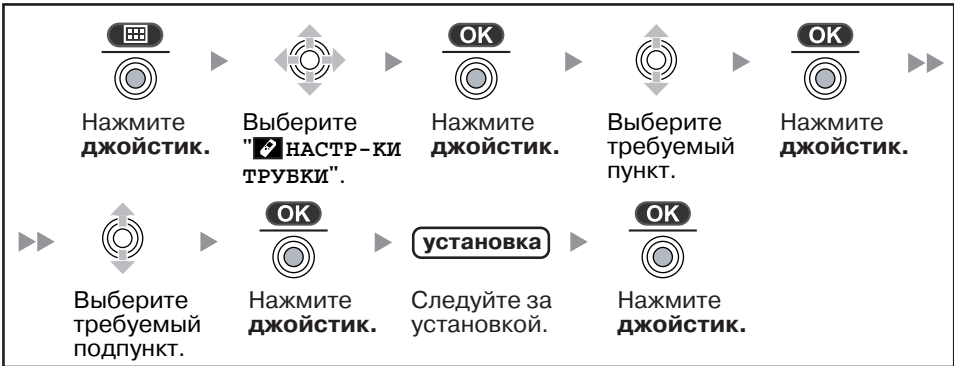 OK
OK
Нажмите
джойстик.
Выберите
"НАСТР-КИ
ТРУБКИ".
Нажмите
джойстик.
Выберите
требуемый
пункт.
Нажмите
джойстик.
OK
установка
OK
Выберите
требуемый
подпункт.
Нажмите
джойстик.
Следуйте за
установкой.
Нажмите
джойстик.